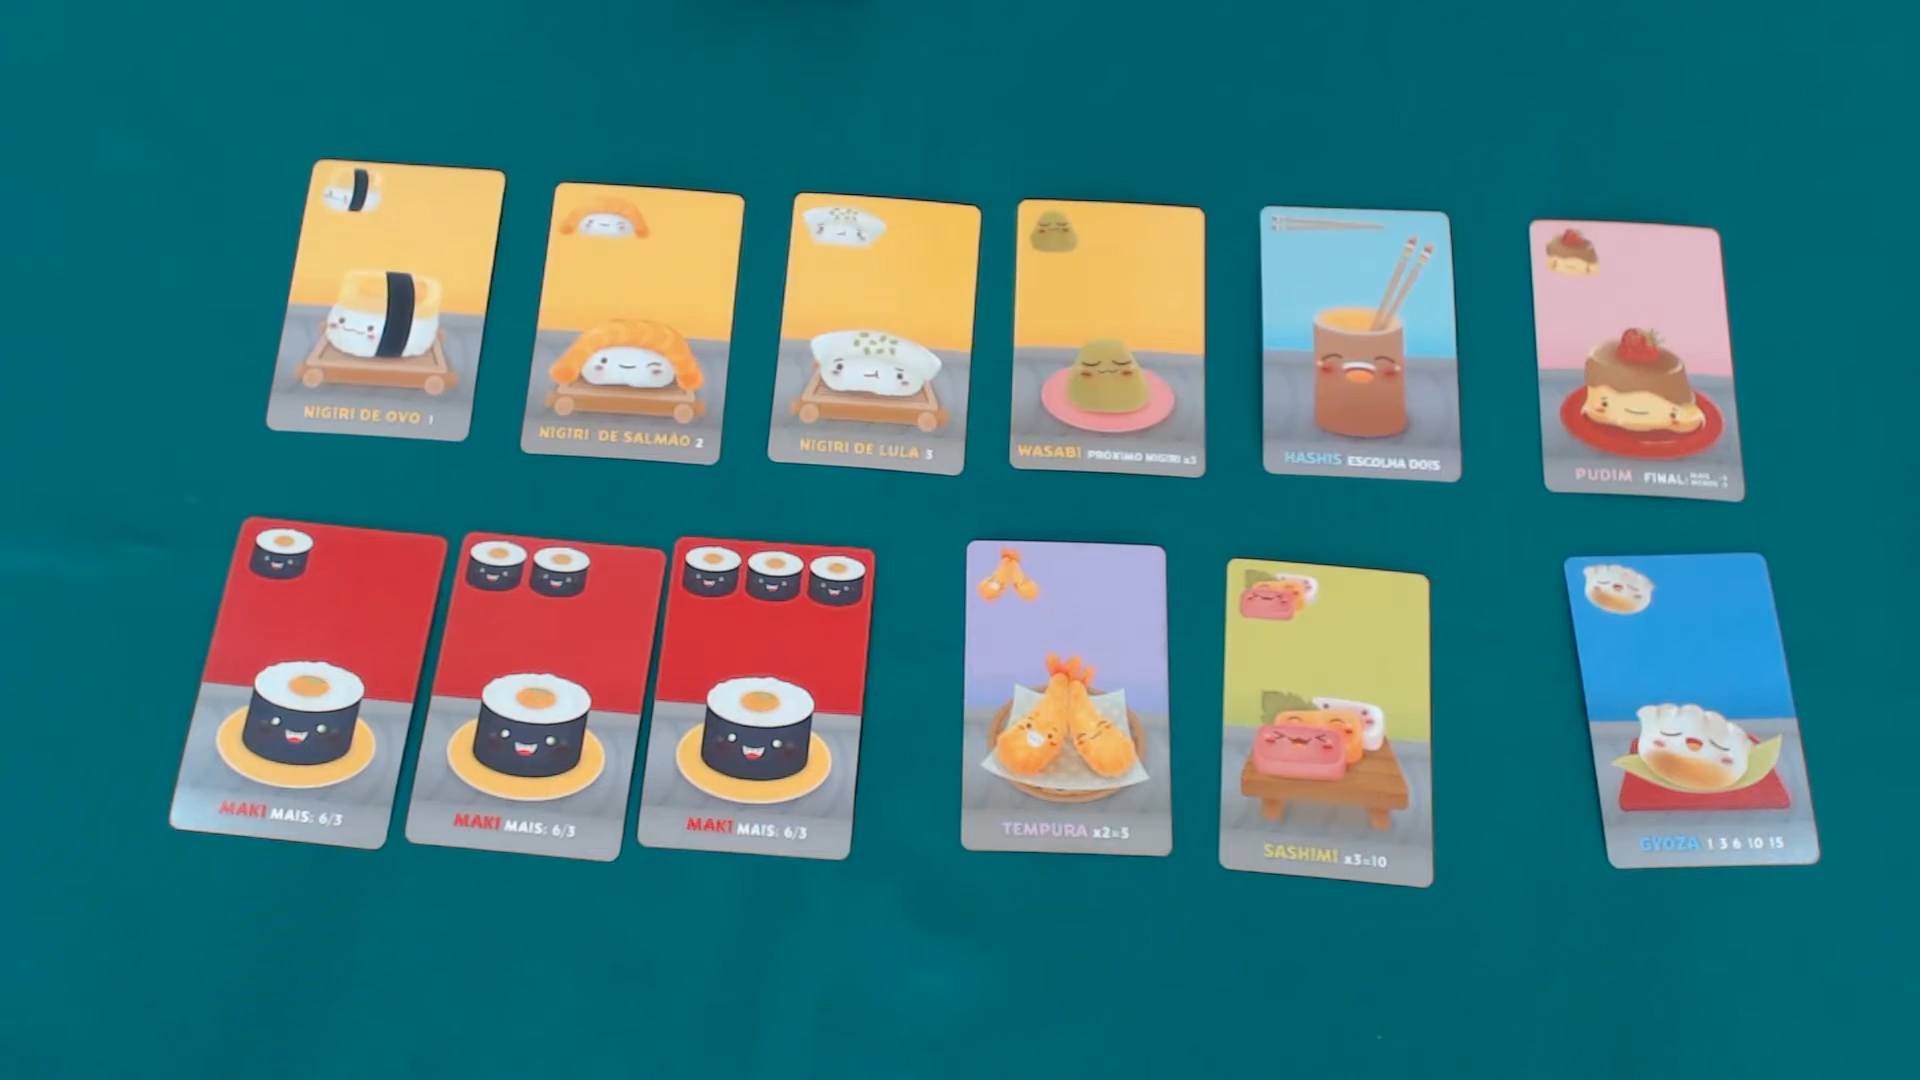 NIGIRI DE OVO 1
NIGIRI DE SALMÃO 2
NIGIRI DE LULA 3
WASABI PRÓXIMO NIGIRI x3
HASHIS ESCOLHA DOIS
PUDIM FINAL:
MAKI MAIS: 6/3
MAKI MAIS: 6/3
MAKI MAIS: 6/3
TEMPURA x2=5
SASHIMI x3=10
GYOZA 1 3 6 10 15